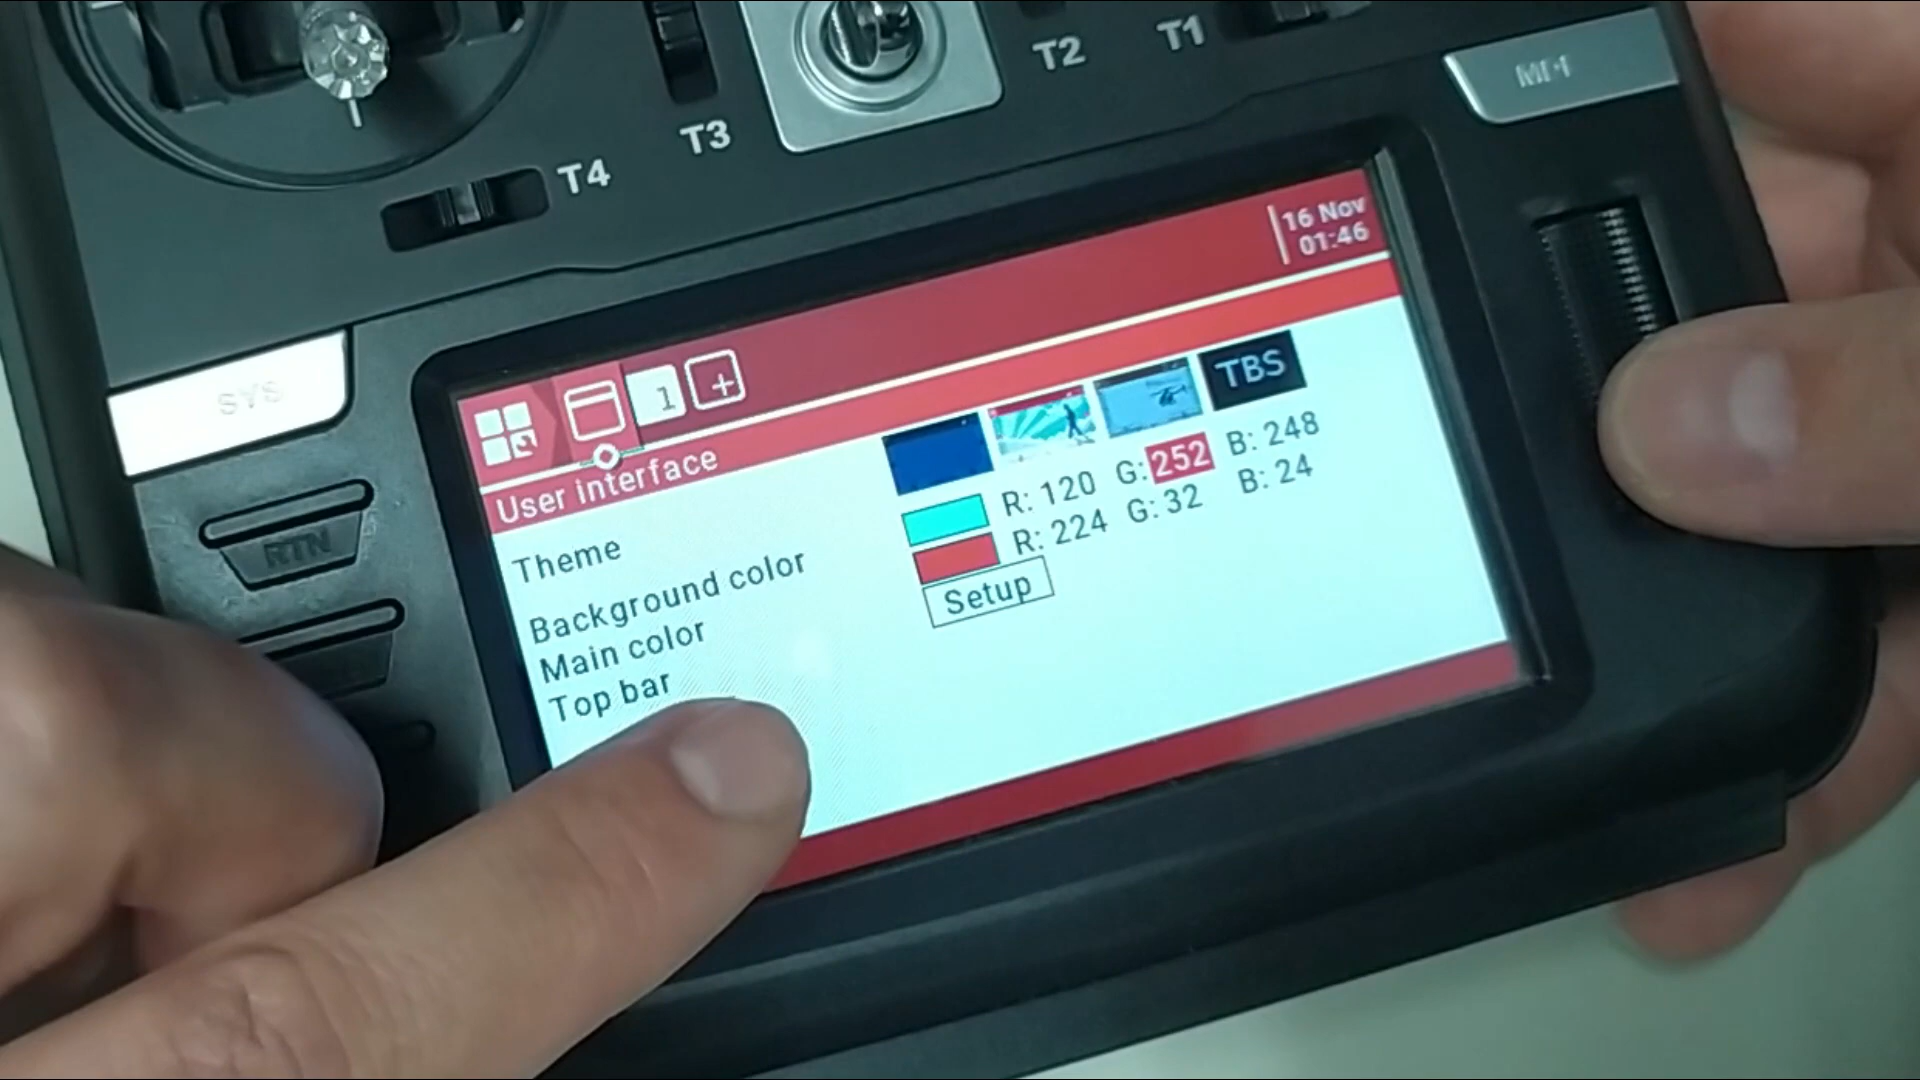 T1
T2
T3
T4
SYS
RTN
16 Nov
01:46
1
User interface
Theme
TBS
Background color
R: 120 G: 252 B: 248
Main color
R: 224 G: 32 B: 24
Top bar
Setup